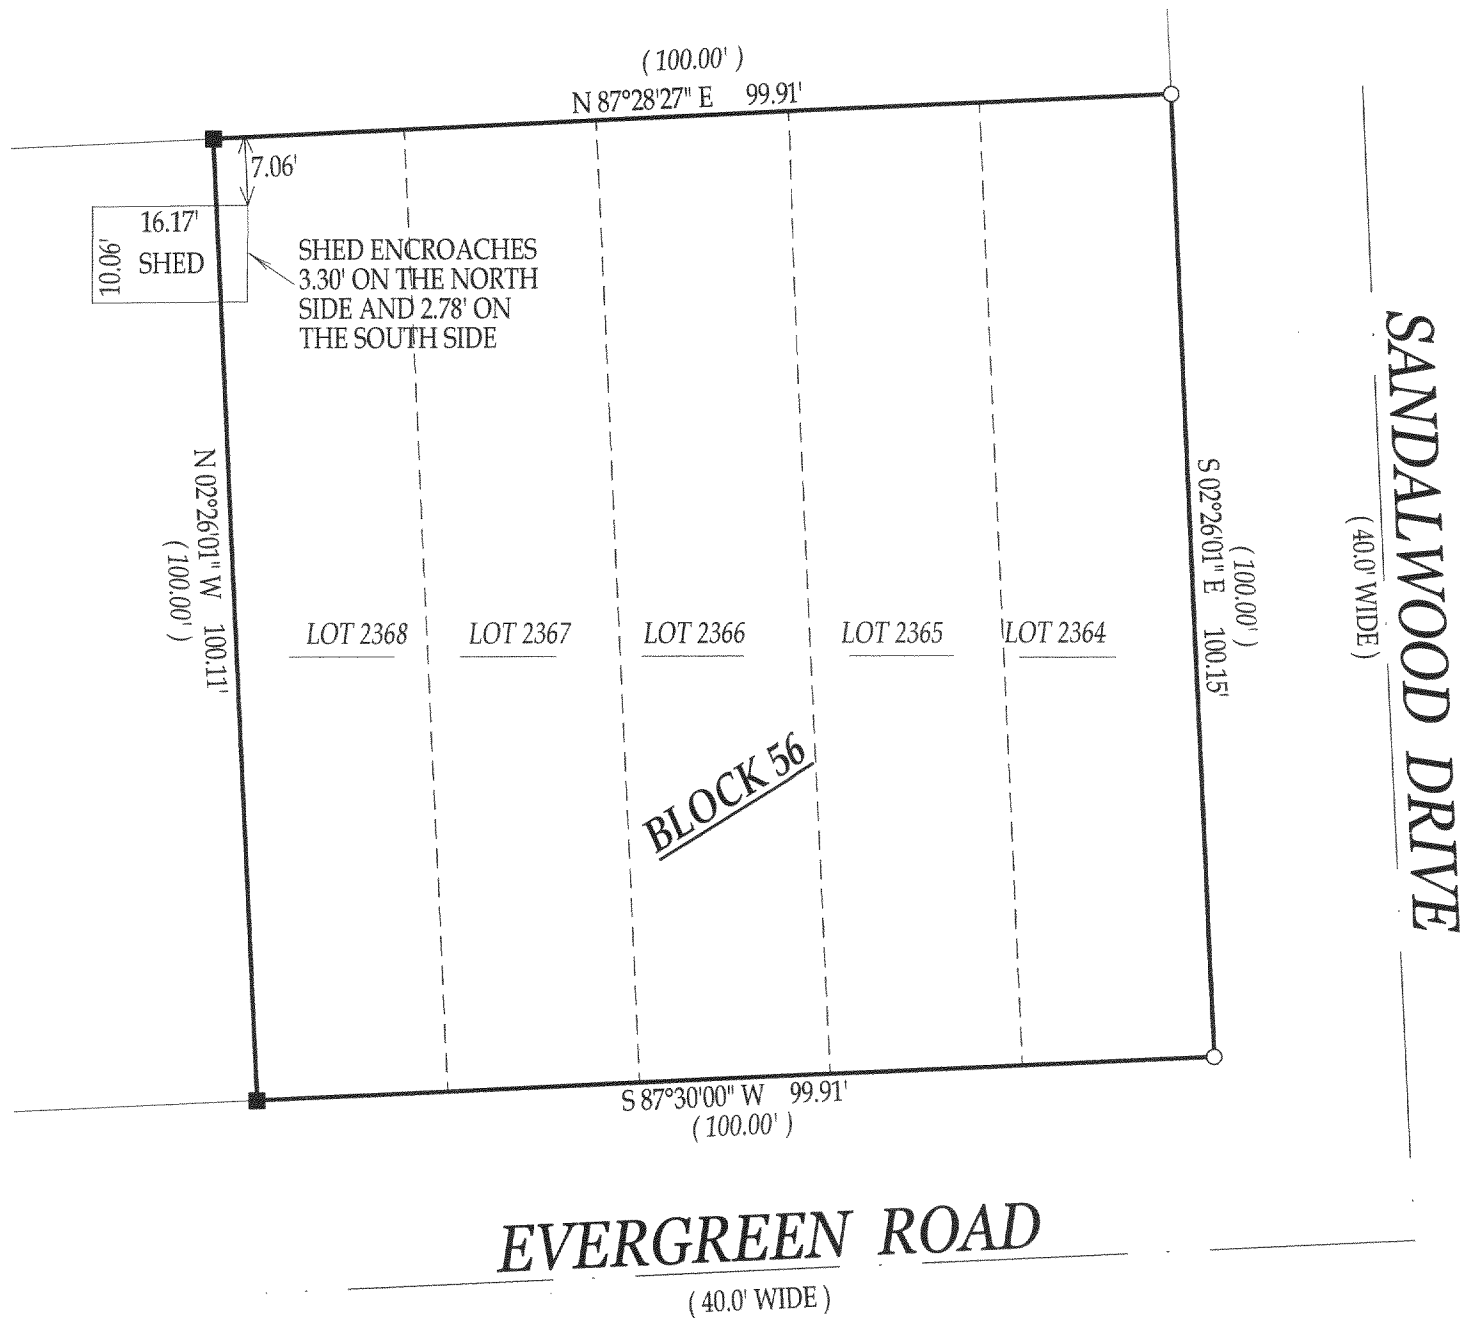 ( 100.00' )
N 87°28'27" E 99.91'
7.06'
16.17'
10.06'
SHED
SHED ENCROACHES
3.30' ON THE NORTH
SIDE AND 2.78' ON
THE SOUTH SIDE
N 02°26'01" W 100.11'
( 100.00' )
S 02°26'01" E 100.15'
( 100.00' )
SANDALWOOD DRIVE
( 40.0' WIDE )
LOT 2368
LOT 2367
LOT 2366
LOT 2365
LOT 2364
BLOCK 56
S 87°30'00" W 99.91'
( 100.00' )
EVERGREEN ROAD
( 40.0' WIDE )